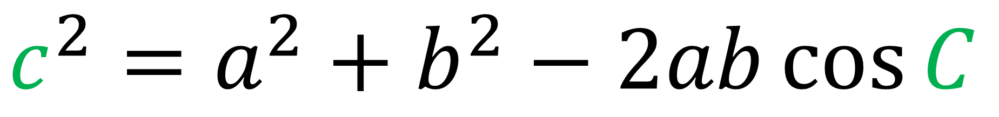 c² = a² + b² − 2ab cos C